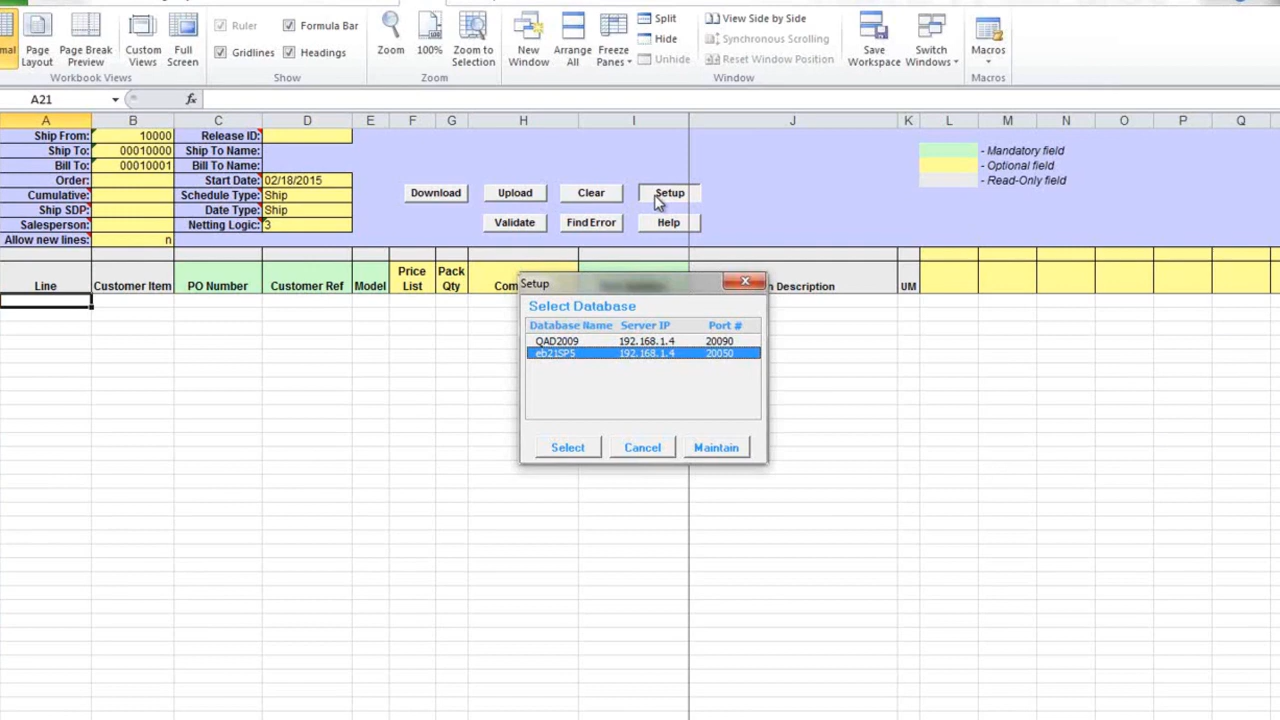 Ruler Formula Bar
Gridlines Headings
Page Layout
Page Break Preview
Custom Views
Full Screen
Workbook Views
Show
Zoom
100%
Zoom to Selection
Zoom
New Window
Arrange All
Freeze Panes
Split
Hide
Unhide
View Side by Side
Synchronous Scrolling
Reset Window Position
Window
Save Workspace
Switch Windows
Macros
Macros
A21
fx
A B C D E F G H I J K L M N O P Q
Ship From: 10000 Release ID:
Ship To: 00010000 Ship To Name:
Bill To: 00010001 Bill To Name:
Order: Start Date: 02/18/2015
Cumulative: Schedule Type: Ship
Ship SDP: Date Type: Ship
Salesperson: Netting Logic: 3
Allow new lines: n
Download Upload Clear Setup
Validate Find Error Help
- Mandatory field
- Optional field
- Read-Only field
Line Customer Item PO Number Customer Ref Model Price List Pack Qty Com Description UM
Setup
Select Database
Database Name Server IP Port #
QAD2009 192.168.1.4 20090
eb21SP5 192.168.1.4 20050
Select Cancel Maintain